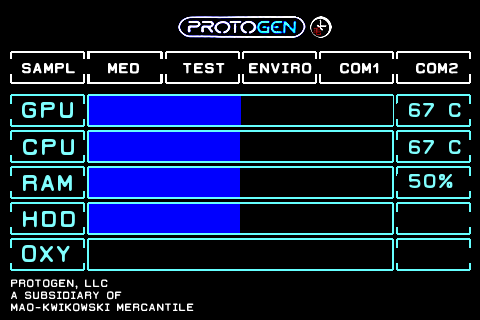 PROTOGEN
SAMPL MED TEST ENVIRO COM1 COM2
GPU 67 C
CPU 67 C
RAM 50%
HDD
OXY
PROTOGEN, LLC
A SUBSIDIARY OF
MAO-KWIKOWSKI MERCANTILE